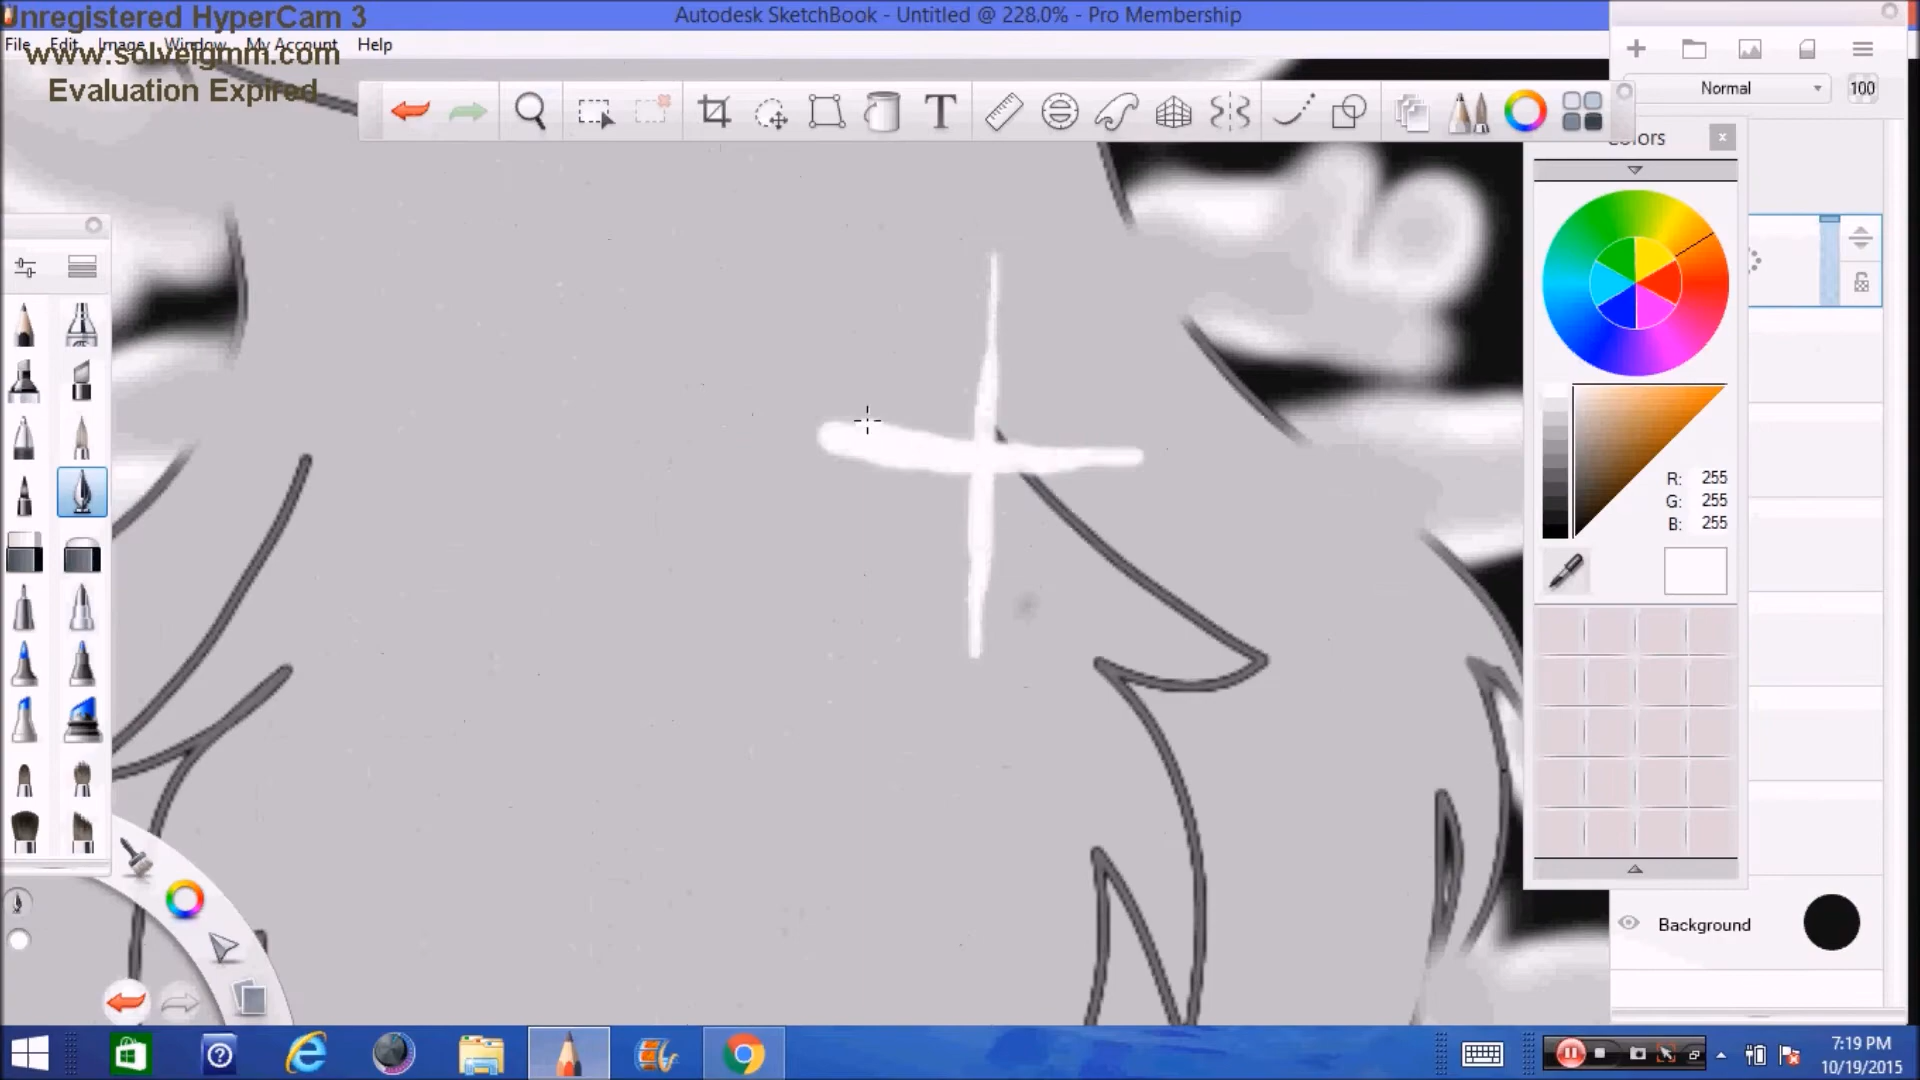 Unregistered HyperCam 3
www.solveigmm.com
Evaluation Expired
Autodesk SketchBook - Untitled @ 228.0% - Pro Membership
File Edit Image Window My Account Help
T
Normal 100
Colors
R: 255
G: 255
B: 255
Background
7:19 PM
10/19/2015